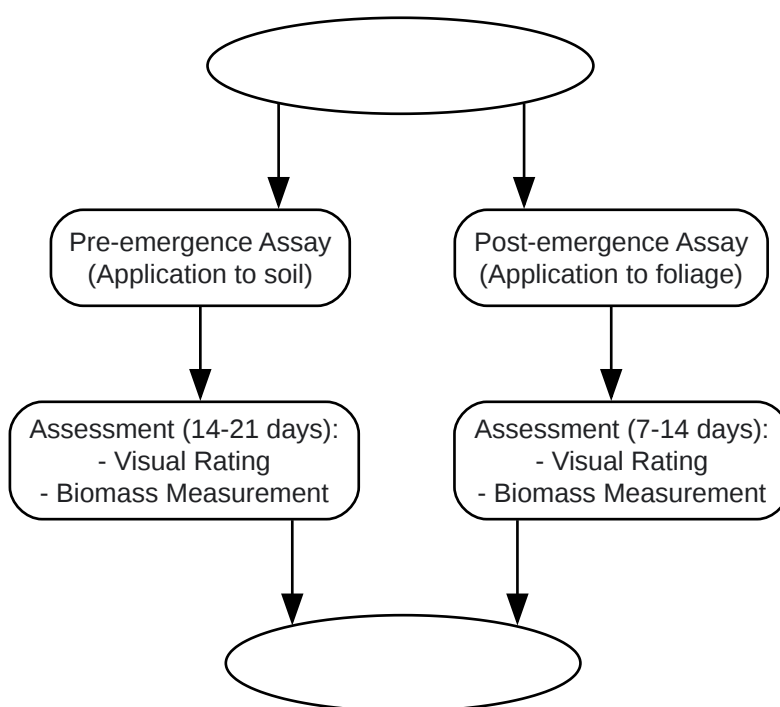 Pre-emergence Assay
(Application to soil)
Post-emergence Assay
(Application to foliage)
Assessment (14-21 days):
- Visual Rating
- Biomass Measurement
Assessment (7-14 days):
- Visual Rating
- Biomass Measurement